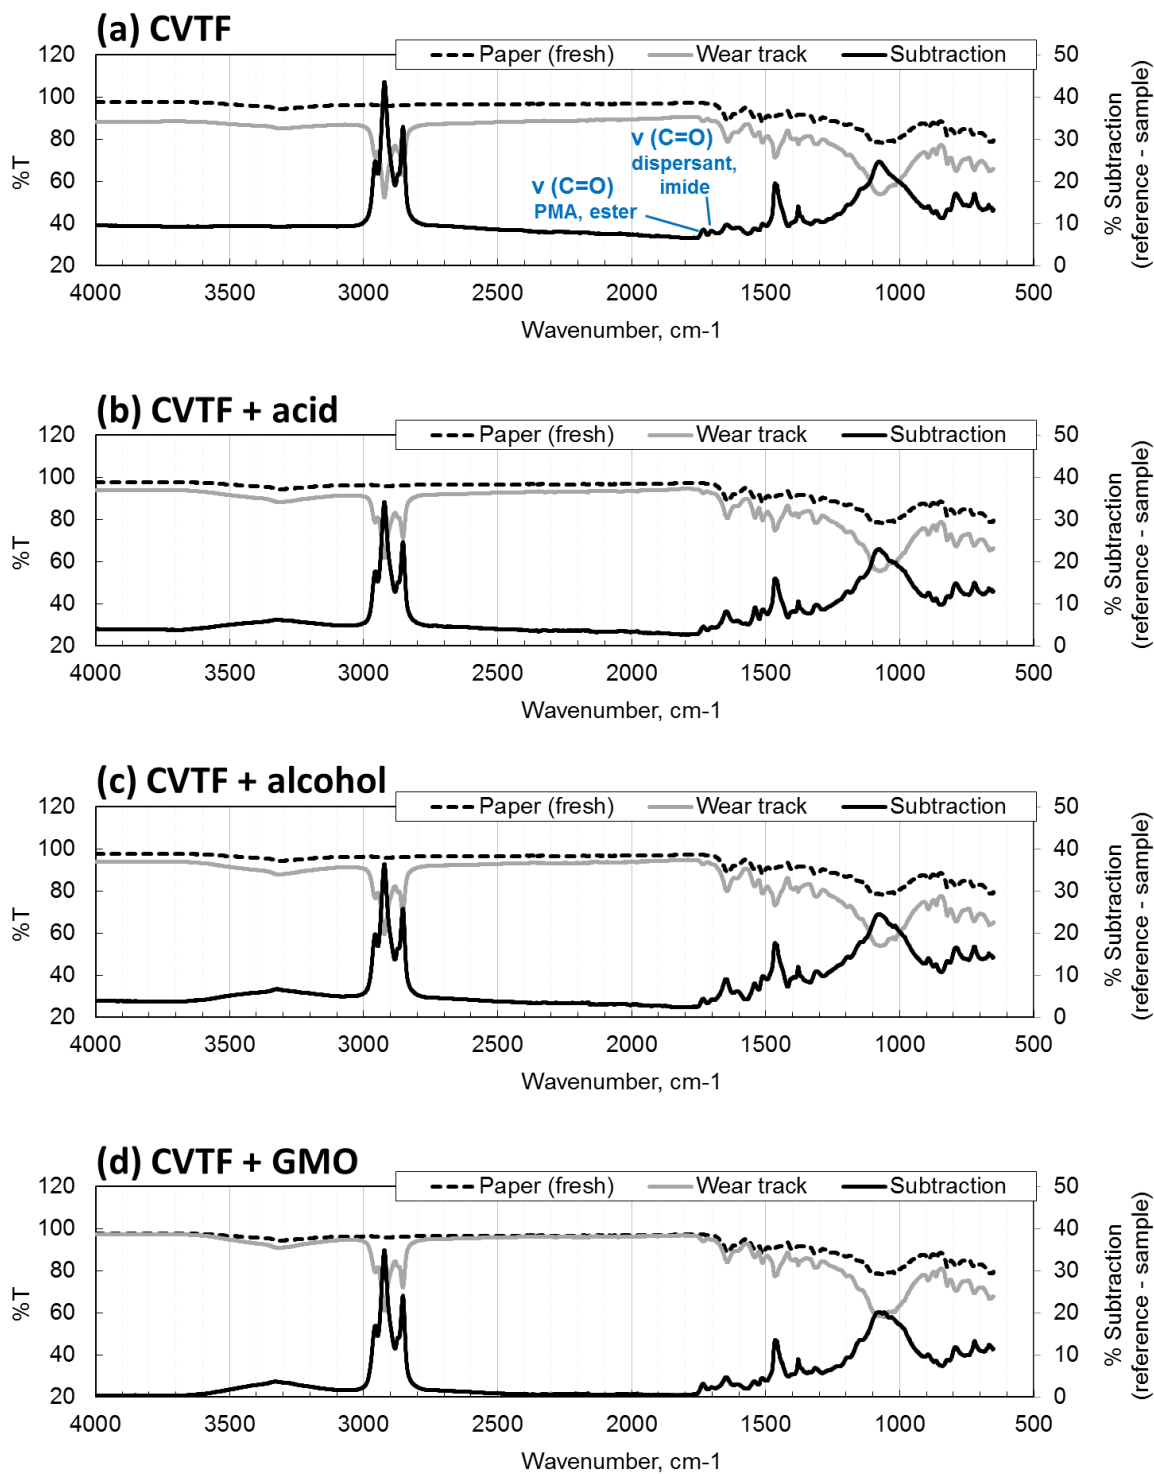 (a) CVTF
Paper (fresh) Wear track Subtraction
120 100 80 60 40 20
%T
50 40 30 20 10 0
% Subtraction
(reference - sample)
ν (C=O)
dispersant,
imide
ν (C=O)
PMA, ester
4000 3500 3000 2500 2000 1500 1000 500
Wavenumber, cm-1
(b) CVTF + acid
Paper (fresh) Wear track Subtraction
120 100 80 60 40 20
%T
50 40 30 20 10 0
% Subtraction
(reference - sample)
4000 3500 3000 2500 2000 1500 1000 500
Wavenumber, cm-1
(c) CVTF + alcohol
Paper (fresh) Wear track Subtraction
120 100 80 60 40 20
%T
50 40 30 20 10 0
% Subtraction
(reference - sample)
4000 3500 3000 2500 2000 1500 1000 500
Wavenumber, cm-1
(d) CVTF + GMO
Paper (fresh) Wear track Subtraction
120 100 80 60 40 20
%T
50 40 30 20 10 0
% Subtraction
(reference - sample)
4000 3500 3000 2500 2000 1500 1000 500
Wavenumber, cm-1